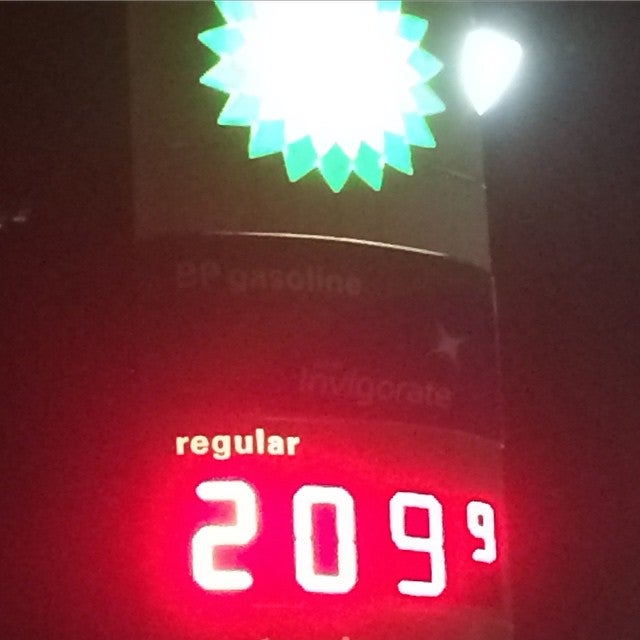 BP gasoline
invigorate
regular
2099